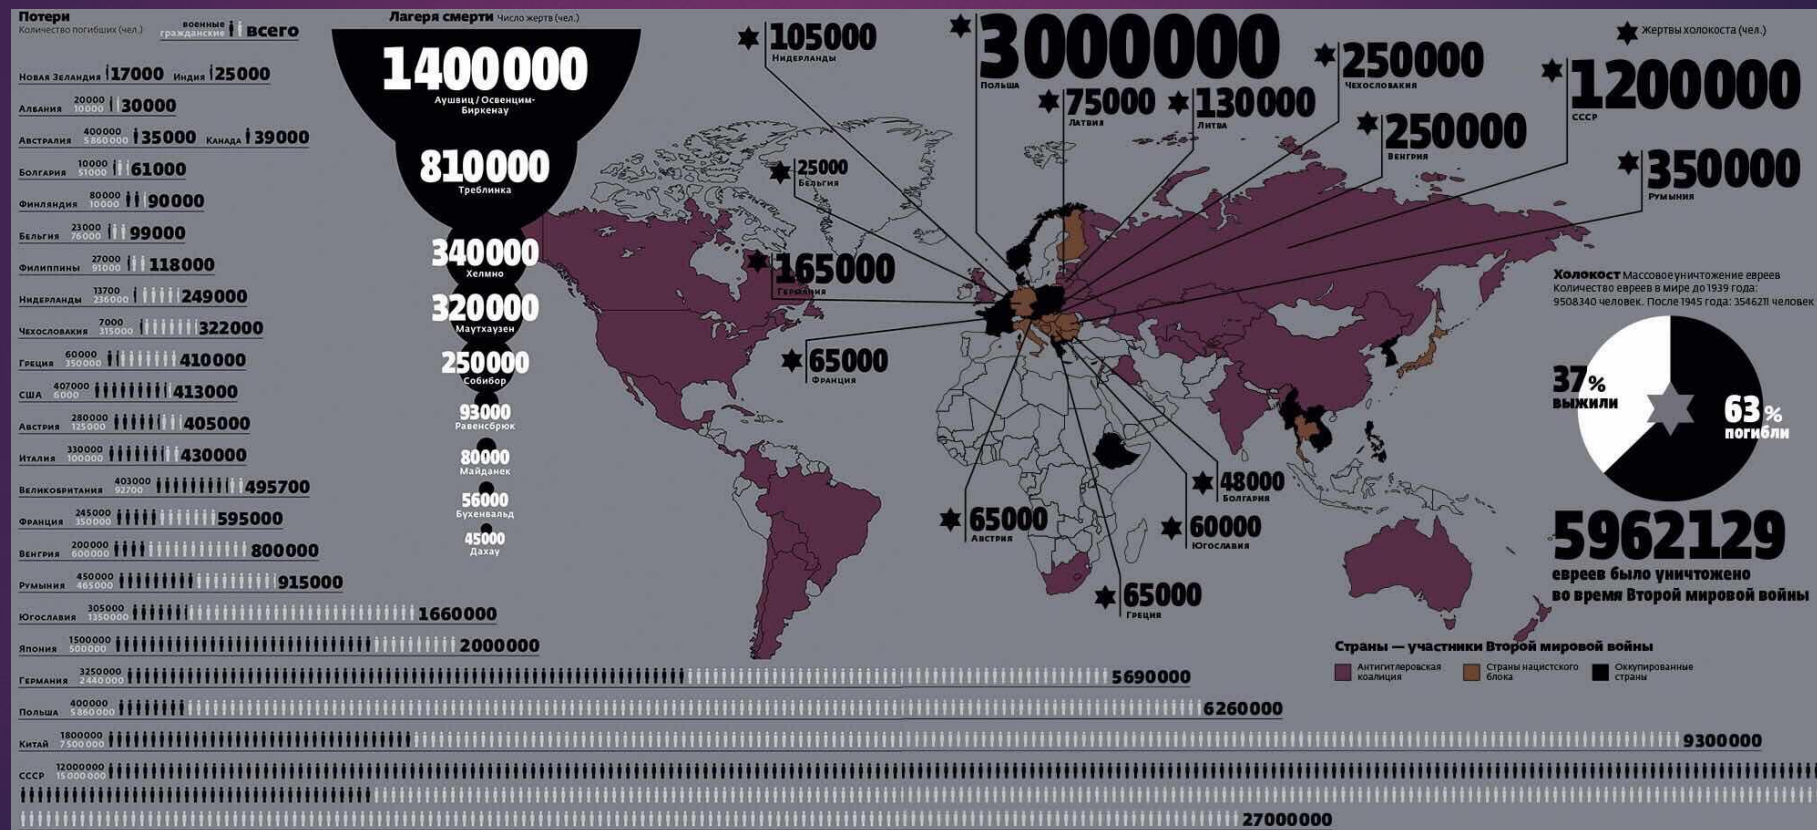 Потери
Количество погибших (чел.)
военные
гражданские
всего
Новая Зеландия 17000 Индия 25000
Албания 20000 10000 30000
Австралия 400000 5860000 35000 Канада 39000
Болгария 10000 51000 61000
Финляндия 80000 10000 90000
Бельгия 23000 76000 99000
Филиппины 27000 91000 118000
Нидерланды 13700 236000 249000
Чехословакия 7000 315000 322000
Греция 60000 350000 410000
США 407000 6000 413000
Австрия 280000 125000 405000
Италия 330000 100000 430000
Великобритания 403000 92700 495700
Франция 245000 350000 595000
Венгрия 200000 600000 800000
Румыния 450000 465000 915000
Югославия 305000 1350000 1660000
Япония 1500000 500000 2000000
Германия 3250000 2440000 5690000
Польша 400000 5860000 6260000
Китай 1800000 7500000 9300000
СССР 12000000 15000000
27000000
Лагеря смерти Число жертв (чел.)
1400000
Аушвиц/Освенцим-
Биркенау
810000
Треблинка
340000
Хелмно
320000
Маутхаузен
250000
Собибор
93000
Равенсбрюк
80000
Майданек
56000
Бухенвальд
45000
Дахау
105000
Нидерланды
3000000
Польша
75000
Латвия
130000
Литва
250000
Чехословакия
250000
Венгрия
1200000
СССР
350000
Румыния
25000
Бельгия
165000
Германия
65000
Франция
65000
Австрия
48000
Болгария
60000
Югославия
65000
Греция
Жертвы холокоста (чел.)
Холокост Массовое уничтожение евреев
Количество евреев в мире до 1939 года:
9508340 человек. После 1945 года: 3546211 человек
37%
выжили
63%
погибли
5962129
евреев было уничтожено
во время Второй мировой войны
Страны — участники Второй мировой войны
Антигитлеровская
коалиция
Страны нацистского
блока
Оккупированные
страны